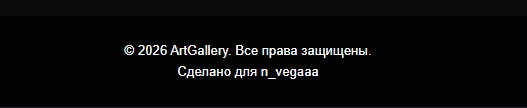 © 2026 ArtGallery. Все права защищены.
Сделано для n_vegaaa